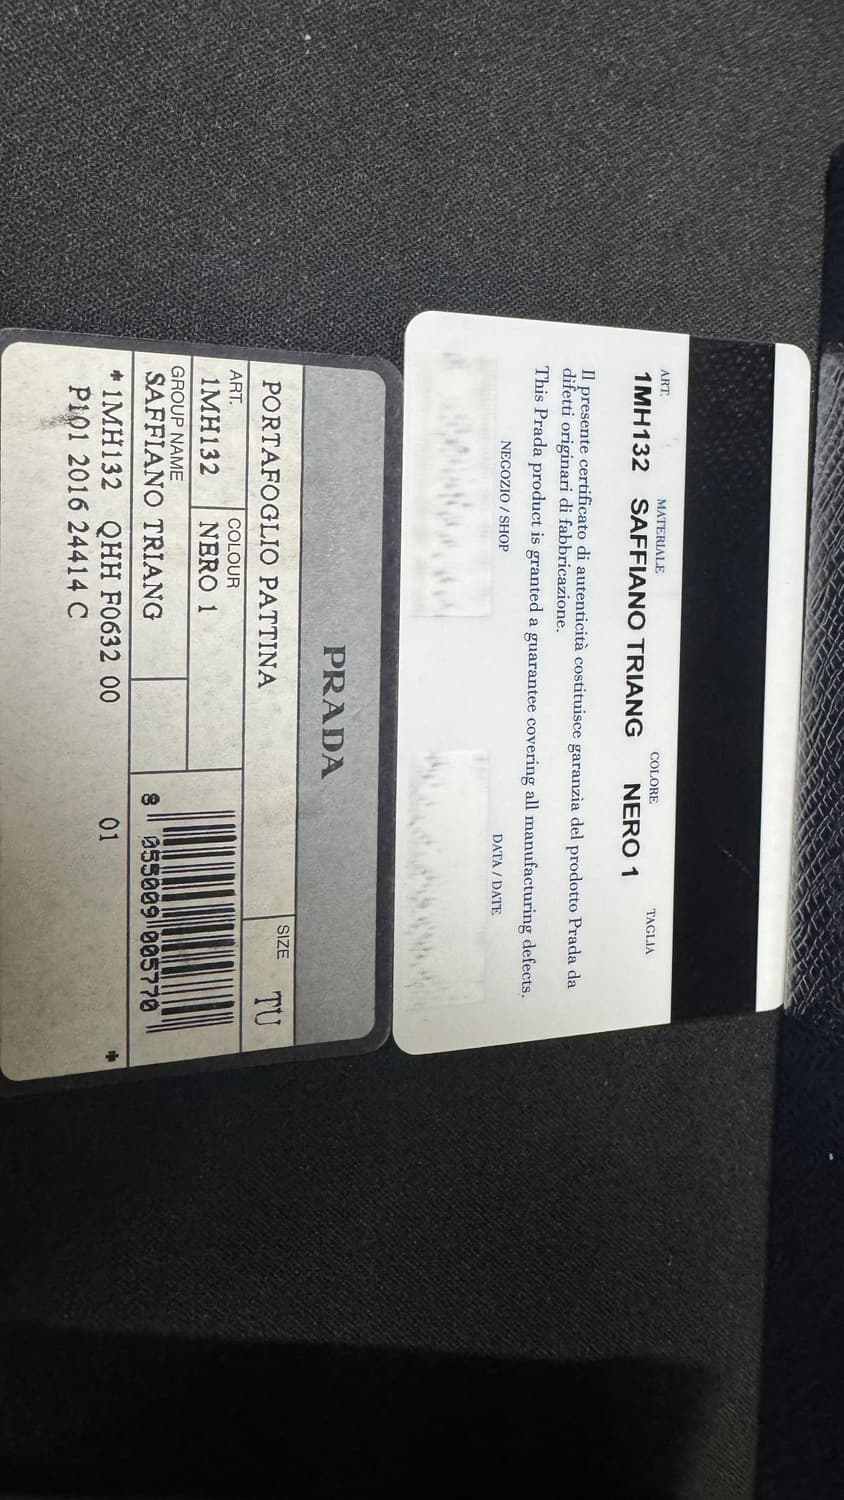 ART. MATERIALE COLORE TAGLIA
1MH132 SAFFIANO TRIANG NERO 1
Il presente certificato di autenticità costituisce garanzia del prodotto Prada da
difetti originari di fabbricazione.
This Prada product is granted a guarantee covering all manufacturing defects.
NEGOZIO / SHOP DATA / DATE
PRADA
PORTAFOGLIO PATTINA
SIZE
TU
ART.
1MH132
COLOUR
NERO 1
GROUP NAME
SAFFIANO TRIANG
8 055009 005770
*1MH132 QHH F0632 00 01 *
P101 2016 24414 C